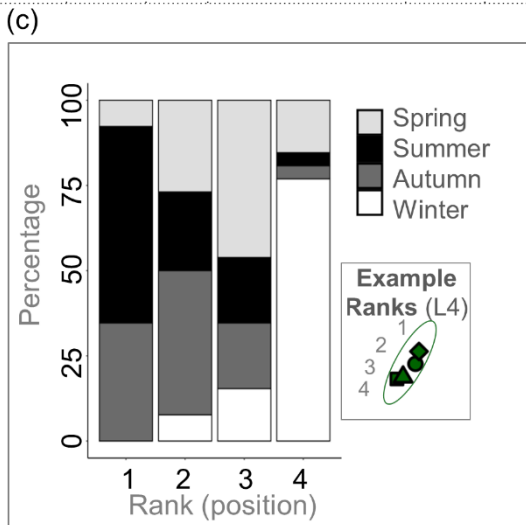 (c)
100
75
50
25
0
Percentage
1 2 3 4
Rank (position)
Spring
Summer
Autumn
Winter
Example
Ranks (L4)
1
2
3
4